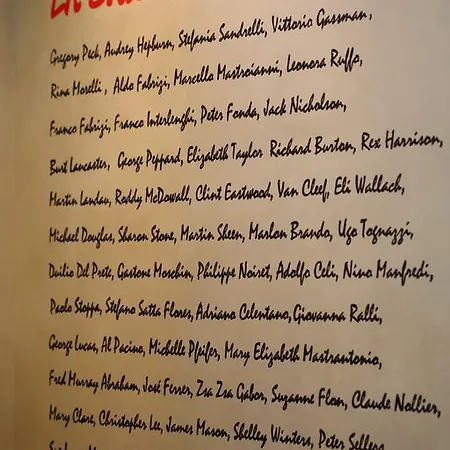 Gregory Peck, Audrey Hepburn, Stefania Sandrelli, Vittorio Gassman,
Rina Morelli , Aldo Fabrizi, Marcello Mastroianni, Leonora Ruffo,
Franco Fabrizi, Franco Interlenghi, Peter Fonda, Jack Nicholson,
Burt Lancaster, George Peppard, Elizabeth Taylor Richard Burton, Rex Harrison,
Martin Landau, Roddy McDowall, Clint Eastwood, Van Cleef, Eli Wallach,
Michael Douglas, Sharon Stone, Martin Sheen, Marlon Brando, Ugo Tognazzi,
Duilio Del Prete, Gastone Moschin, Philippe Noiret, Adolfo Celi, Nino Manfredi,
Paolo Stoppa, Stefano Satta Flores, Adriano Celentano, Giovanna Ralli,
George Lucas, Al Pacino, Michelle Pfeifer, Mary Elizabeth Mastrantonio,
Fred Murray Abraham, José Ferrer, Zsa Zsa Gabor, Suzanne Flon, Claude Nollier,
Mary Clare, Christopher Lee, James Mason, Shelley Winters, Peter Sellers